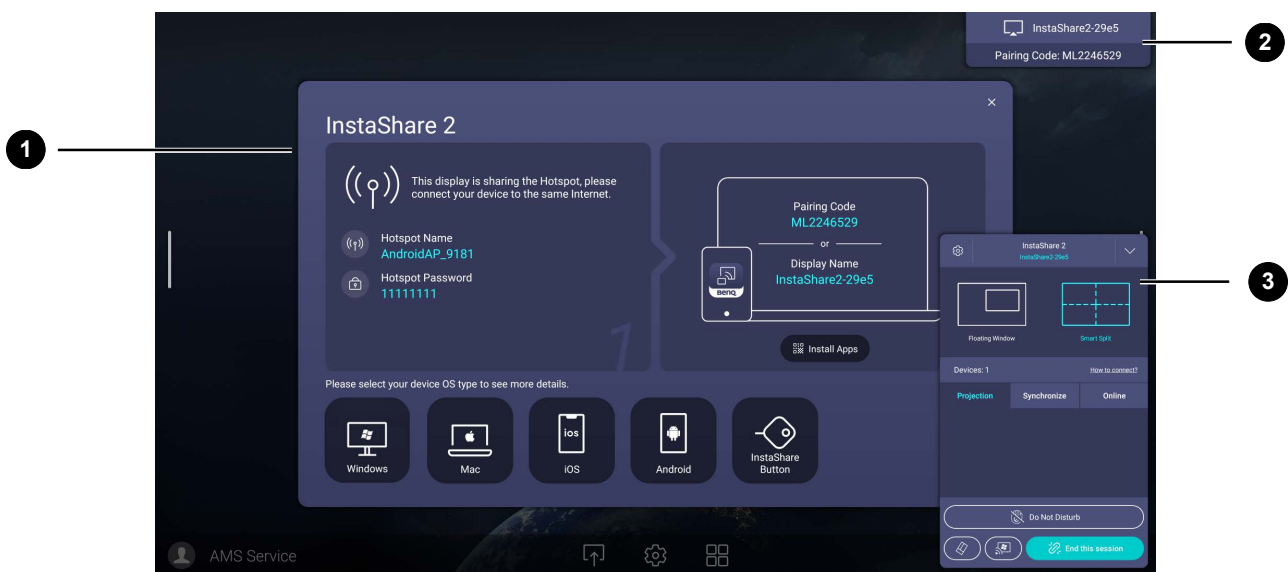 InstaShare2-29e5
Pairing Code: ML2246529
2
1
InstaShare 2
This display is sharing the Hotspot, please
connect your device to the same Internet.
Hotspot Name
AndroidAP_9181
Hotspot Password
11111111
1
Pairing Code
ML2246529
or
Display Name
InstaShare2-29e5
BenQ
Install Apps
Please select your device OS type to see more details.
Windows
Mac
ios
iOS
Android
InstaShare
Button
InstaShare 2
InstaShare2-29e5
3
Floating Window
Smart Split
Devices: 1
How to connect?
Projection
Synchronize
Online
Do Not Disturb
End this session
AMS Service